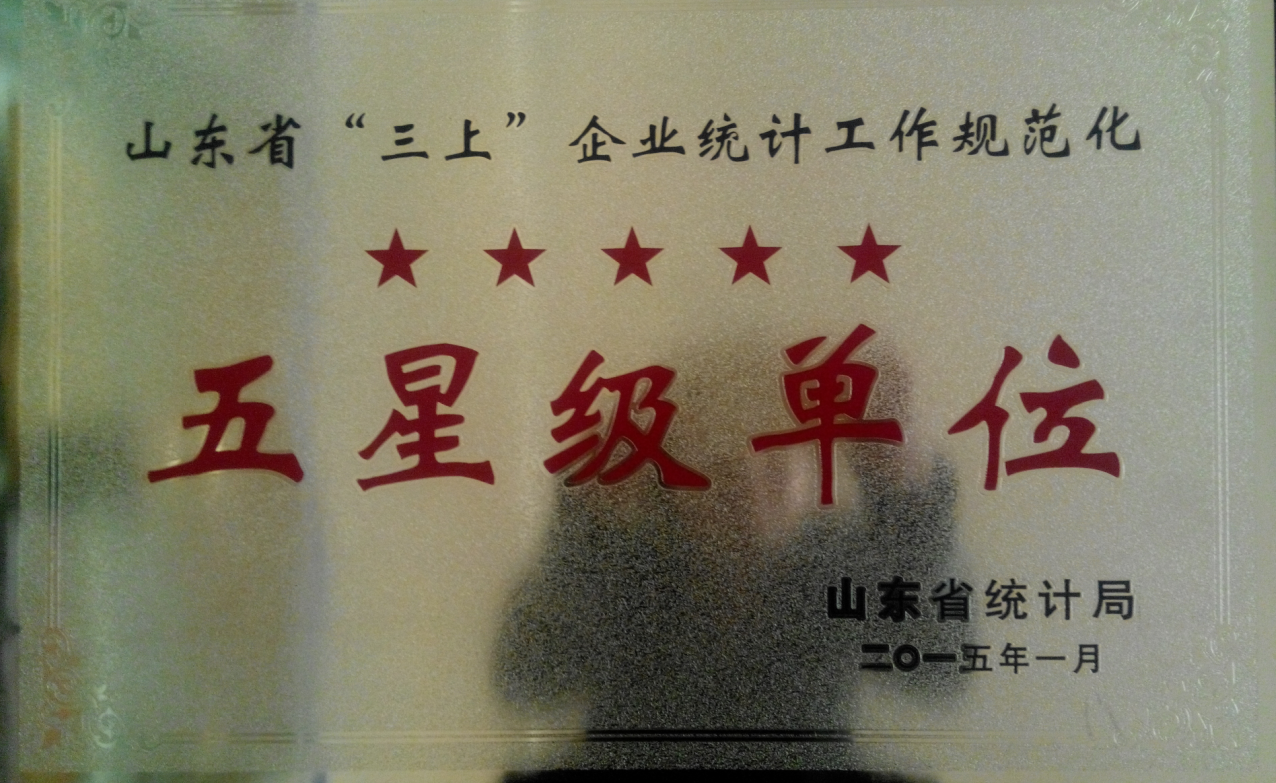 山东省“三上”企业统计工作规范化
★★★★★
五星级单位
山东省统计局
二〇一五年一月